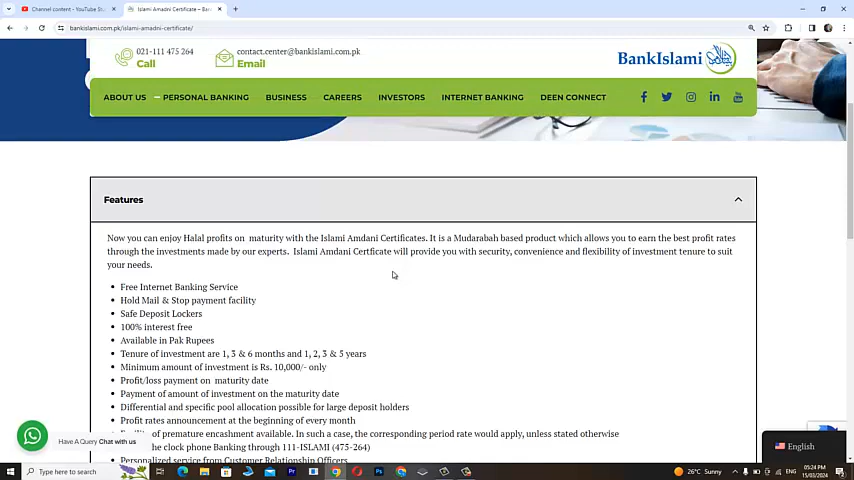 Channel content - YouTube St
Islami Amadni Certificate – Ban
bankislami.com.pk/islami-amadni-certificate/
021-111 475 264
Call
contact.center@bankislami.com.pk
Email
BankIslami
ABOUT US
PERSONAL BANKING
BUSINESS
CAREERS
INVESTORS
INTERNET BANKING
DEEN CONNECT
Features
Now you can enjoy Halal profits on maturity with the Islami Amdani Certificates. It is a Mudarabah based product which allows you to earn the best profit rates
through the investments made by our experts. Islami Amdani Certficate will provide you with security, convenience and flexibility of investment tenure to suit
your needs.
Free Internet Banking Service
Hold Mail & Stop payment facility
Safe Deposit Lockers
100% interest free
Available in Pak Rupees
Tenure of investment are 1, 3 & 6 months and 1, 2, 3 & 5 years
Minimum amount of investment is Rs. 10,000/- only
Profit/loss payment on maturity date
Payment of amount of investment on the maturity date
Differential and specific pool allocation possible for large deposit holders
Profit rates announcement at the beginning of every month
of premature encashment available. In such a case, the corresponding period rate would apply, unless stated otherwise
he clock phone Banking through 111-ISLAMI (475-264)
Personalized service from Customer Relationship Officers
Have A Query Chat with us
English
Type here to search
26°C Sunny
ENG
05:24 PM
15/03/2024